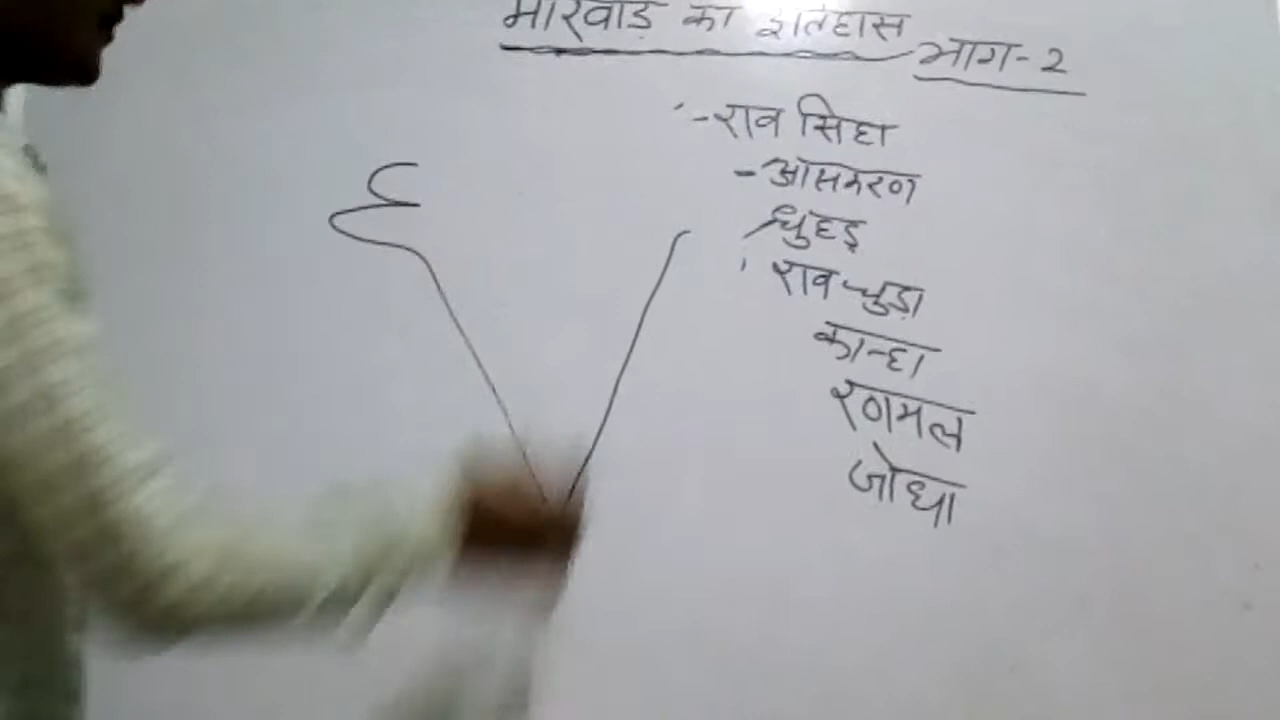 मारवाड़ का इतिहास भाग-2
-राव सिहा
-आसकरण
धुहड़
राव चुड़ा
कान्हा
रणमल
जोधा